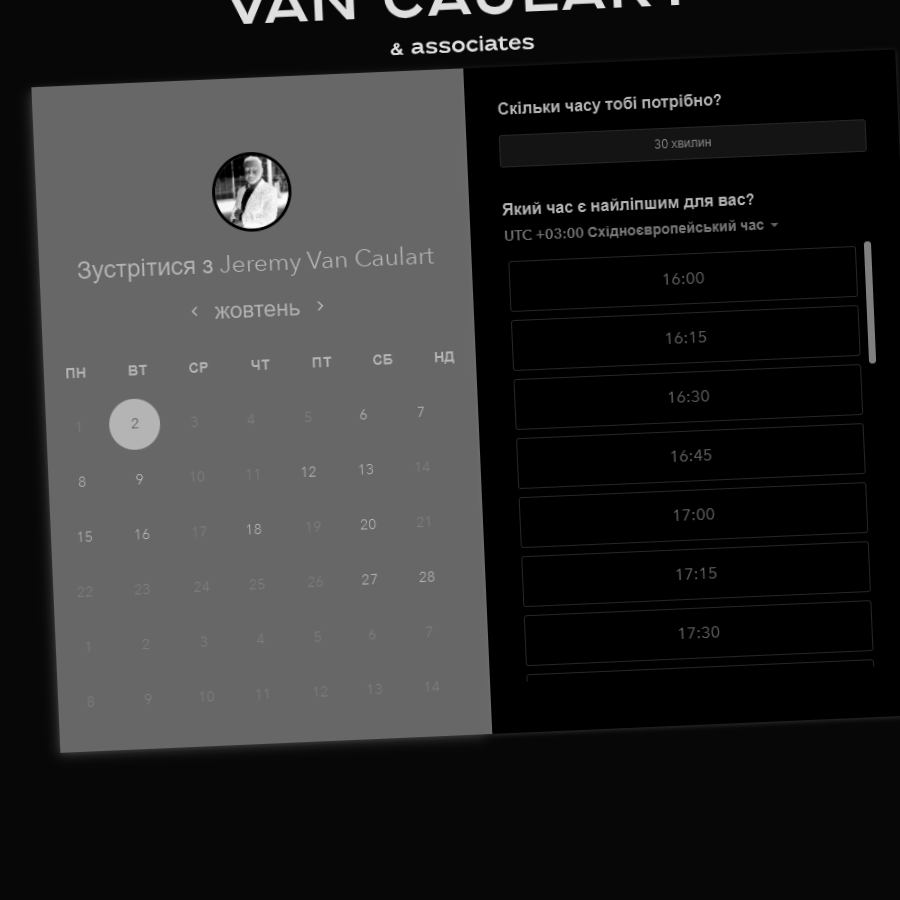 VAN CAULART
& associates
Зустрітися з Jeremy Van Caulart
жовтень
ПН ВТ СР ЧТ ПТ СБ НД
1 2 3 4 5 6 7
8 9 10 11 12 13 14
15 16 17 18 19 20 21
22 23 24 25 26 27 28
1 2 3 4 5 6 7
8 9 10 11 12 13 14
Скільки часу тобі потрібно?
30 хвилин
Який час є найліпшим для вас?
UTC +03:00 Східноєвропейський час
16:00
16:15
16:30
16:45
17:00
17:15
17:30